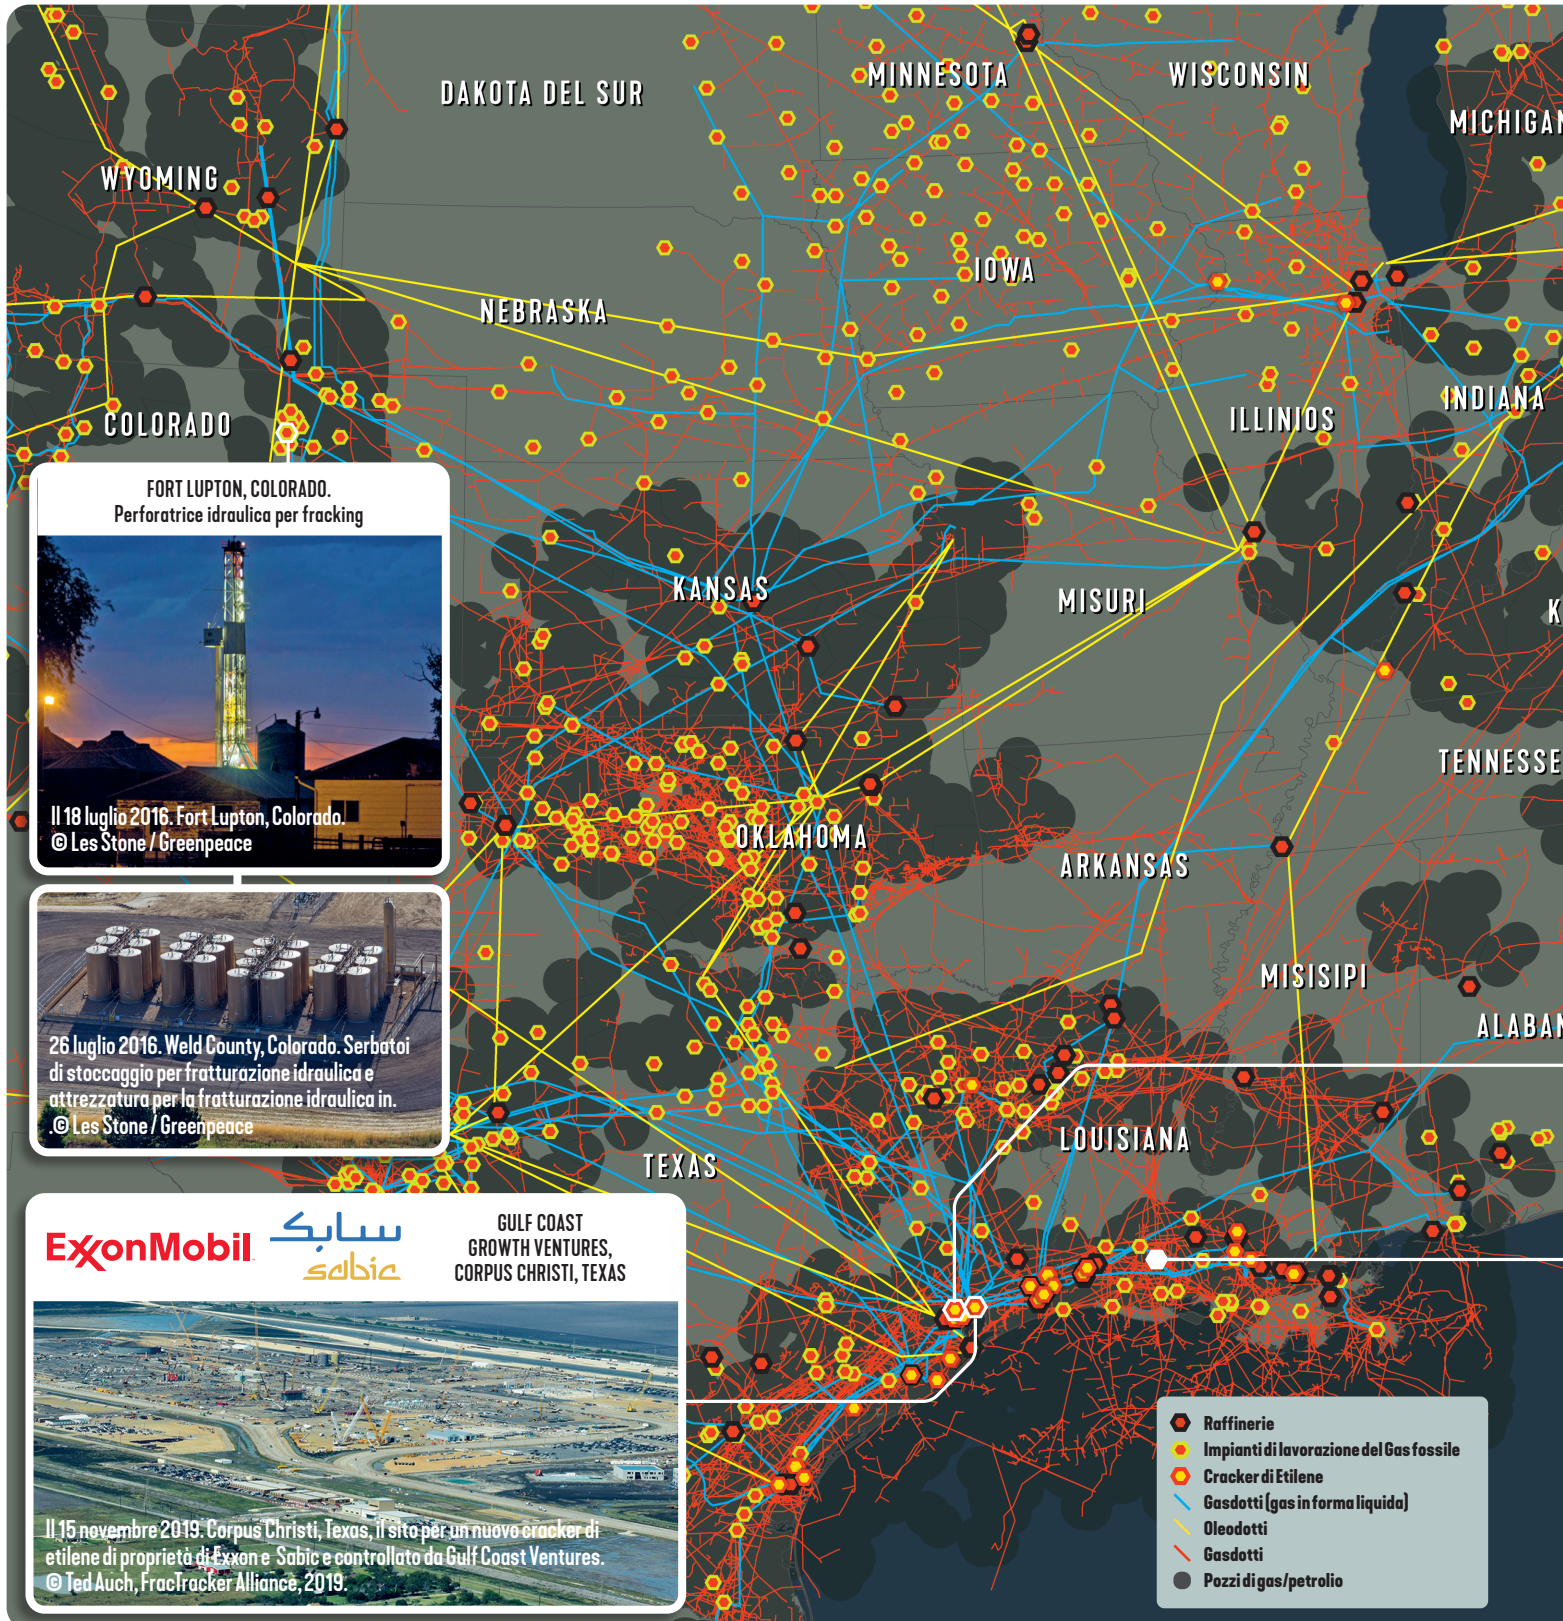 DAKOTA DEL SUR
MINNESOTA
WISCONSIN
MICHIGAN
WYOMING
IOWA
NEBRASKA
COLORADO
ILLINIOS
INDIANA
FORT LUPTON, COLORADO.
Perforatrice idraulica per fracking
KANSAS
MISURI
K
TENNESSE
Il 18 luglio 2016. Fort Lupton, Colorado.
© Les Stone / Greenpeace
OKLAHOMA
ARKANSAS
MISISIPI
ALABAM
26 luglio 2016. Weld County, Colorado. Serbatoi
di stoccaggio per fratturazione idraulica e
attrezzatura per la fratturazione idraulica in.
.© Les Stone / Greenpeace
LOUISIANA
TEXAS
ExxonMobil
سابک
sabic
GULF COAST
GROWTH VENTURES,
CORPUS CHRISTI, TEXAS
Il 15 novembre 2019. Corpus Christi, Texas, il sito per un nuovo cracker di
etilene di proprietà di Exxon e Sabic e controllato da Gulf Coast Ventures.
© Ted Auch, FracTracker Alliance, 2019.
Raffinerie
Impianti di lavorazione del Gas fossile
Cracker di Etilene
Gasdotti (gas in forma liquida)
Oleodotti
Gasdotti
Pozzi di gas/petrolio